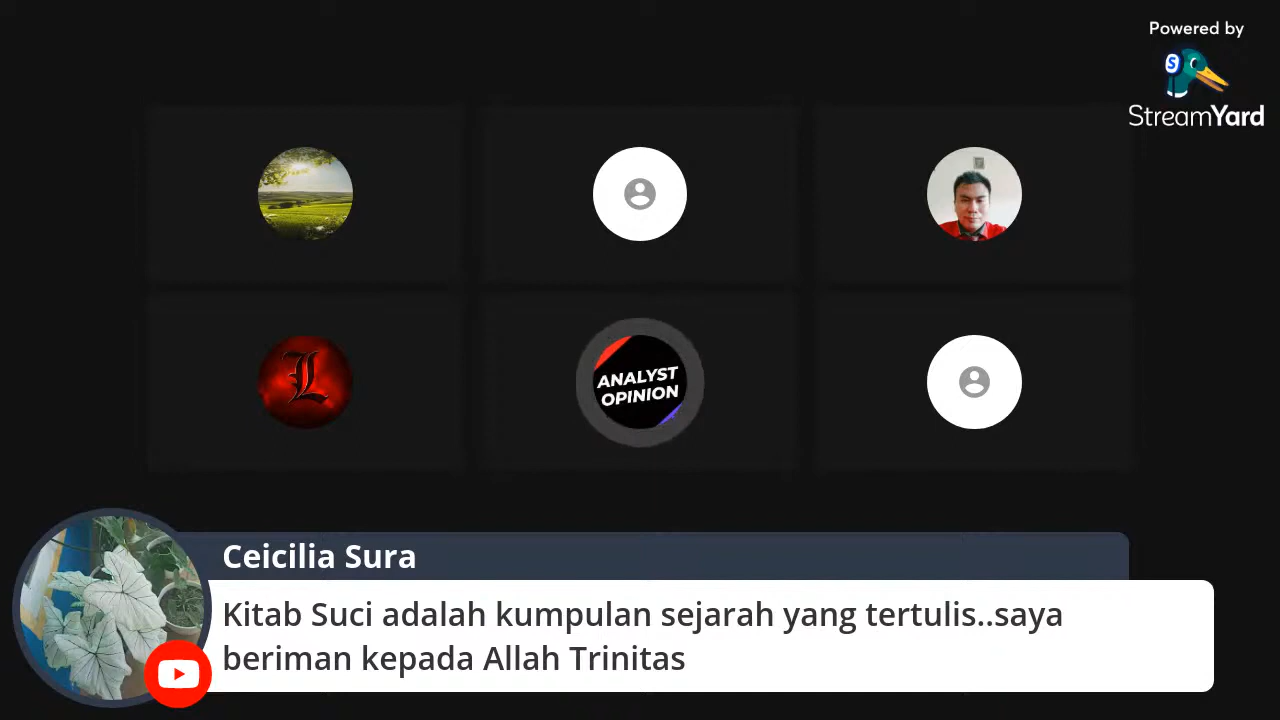 Powered by
S
StreamYard
L
ANALYST
OPINION
Ceicilia Sura
Kitab Suci adalah kumpulan sejarah yang tertulis..saya
beriman kepada Allah Trinitas